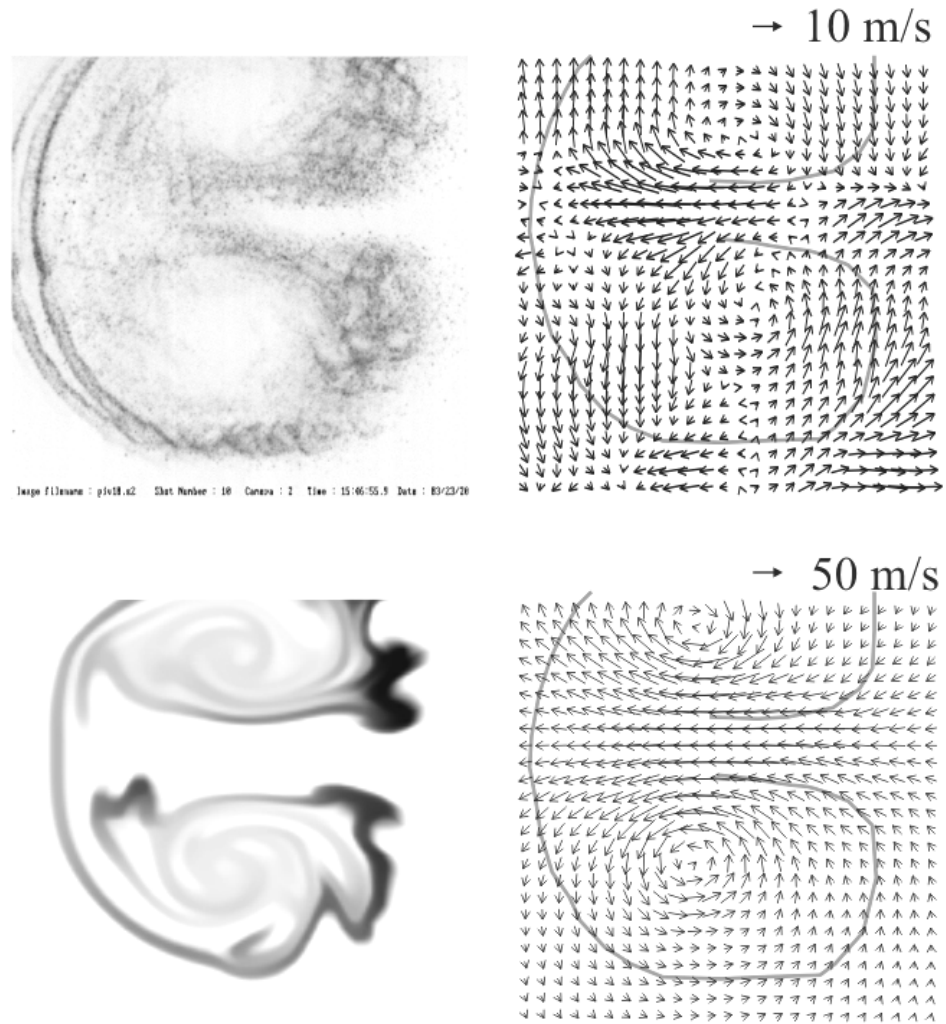 10 m/s
Image filename : piv18.x2 Shot Number : 10 Camera : 2 Time : 15:06:55.9 Date : 03/23/20
50 m/s